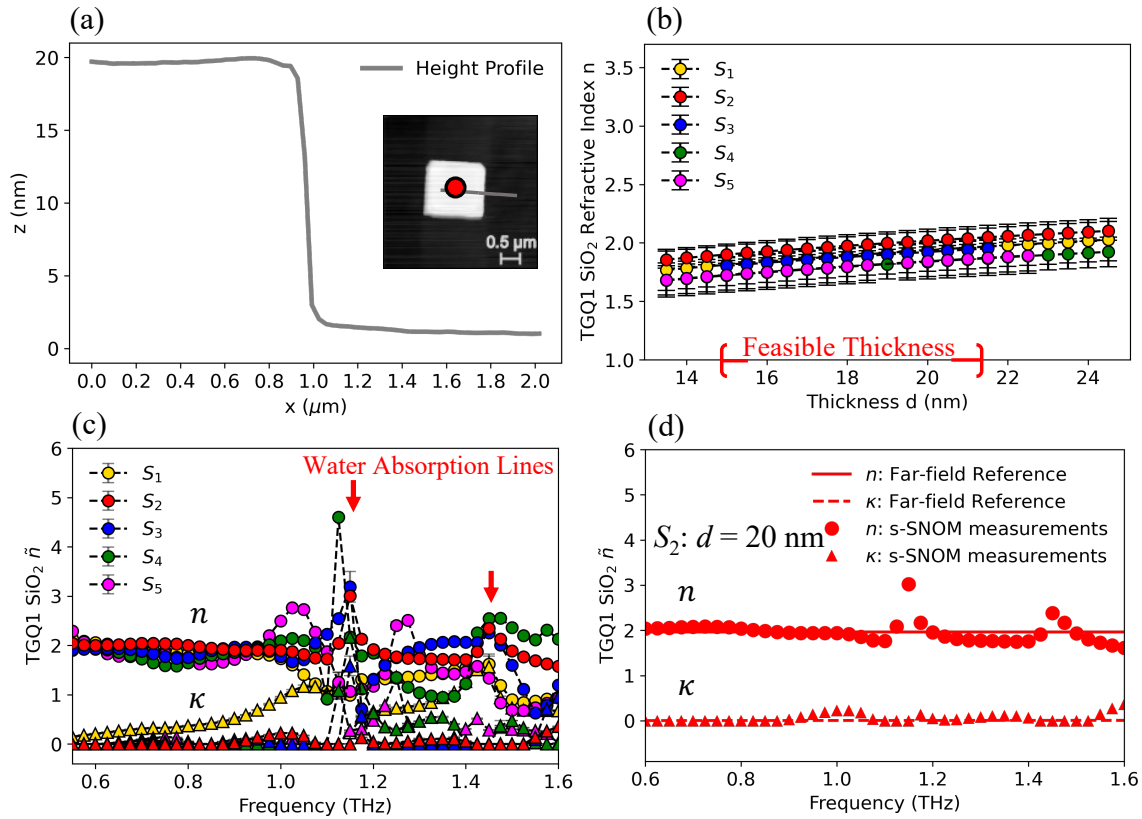 (a)
20
15
10
5
0
z (nm)
Height Profile
0.5 µm
0.0 0.2 0.4 0.6 0.8 1.0 1.2 1.4 1.6 1.8 2.0
x (µm)
(b)
3.5
3.0
2.5
2.0
1.5
1.0
TGQ1 SiO₂ Refractive Index n
S₁
S₂
S₃
S₄
S₅
Feasible Thickness
14 16 18 20 22 24
Thickness d (nm)
(c)
6
5
4
3
2
1
0
TGQ1 SiO₂ ñ
S₁
S₂
S₃
S₄
S₅
Water Absorption Lines
n
κ
0.6 0.8 1.0 1.2 1.4 1.6
Frequency (THz)
(d)
6
5
4
3
2
1
0
TGQ1 SiO₂ ñ
n: Far-field Reference
κ: Far-field Reference
n: s-SNOM measurements
κ: s-SNOM measurements
S₂: d = 20 nm
n
κ
0.6 0.8 1.0 1.2 1.4 1.6
Frequency (THz)